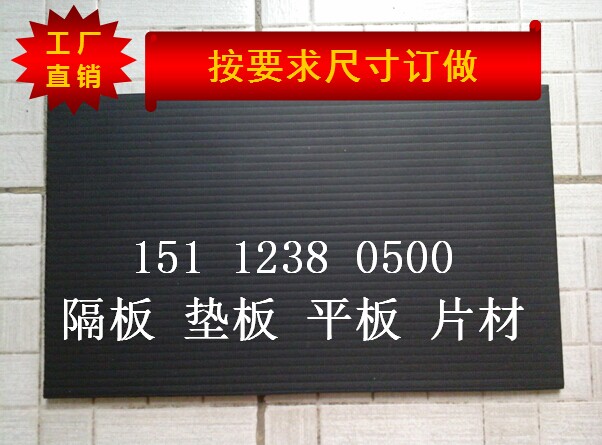 工厂
直销
按要求尺寸订做
151 1238 0500
隔板 垫板 平板 片材